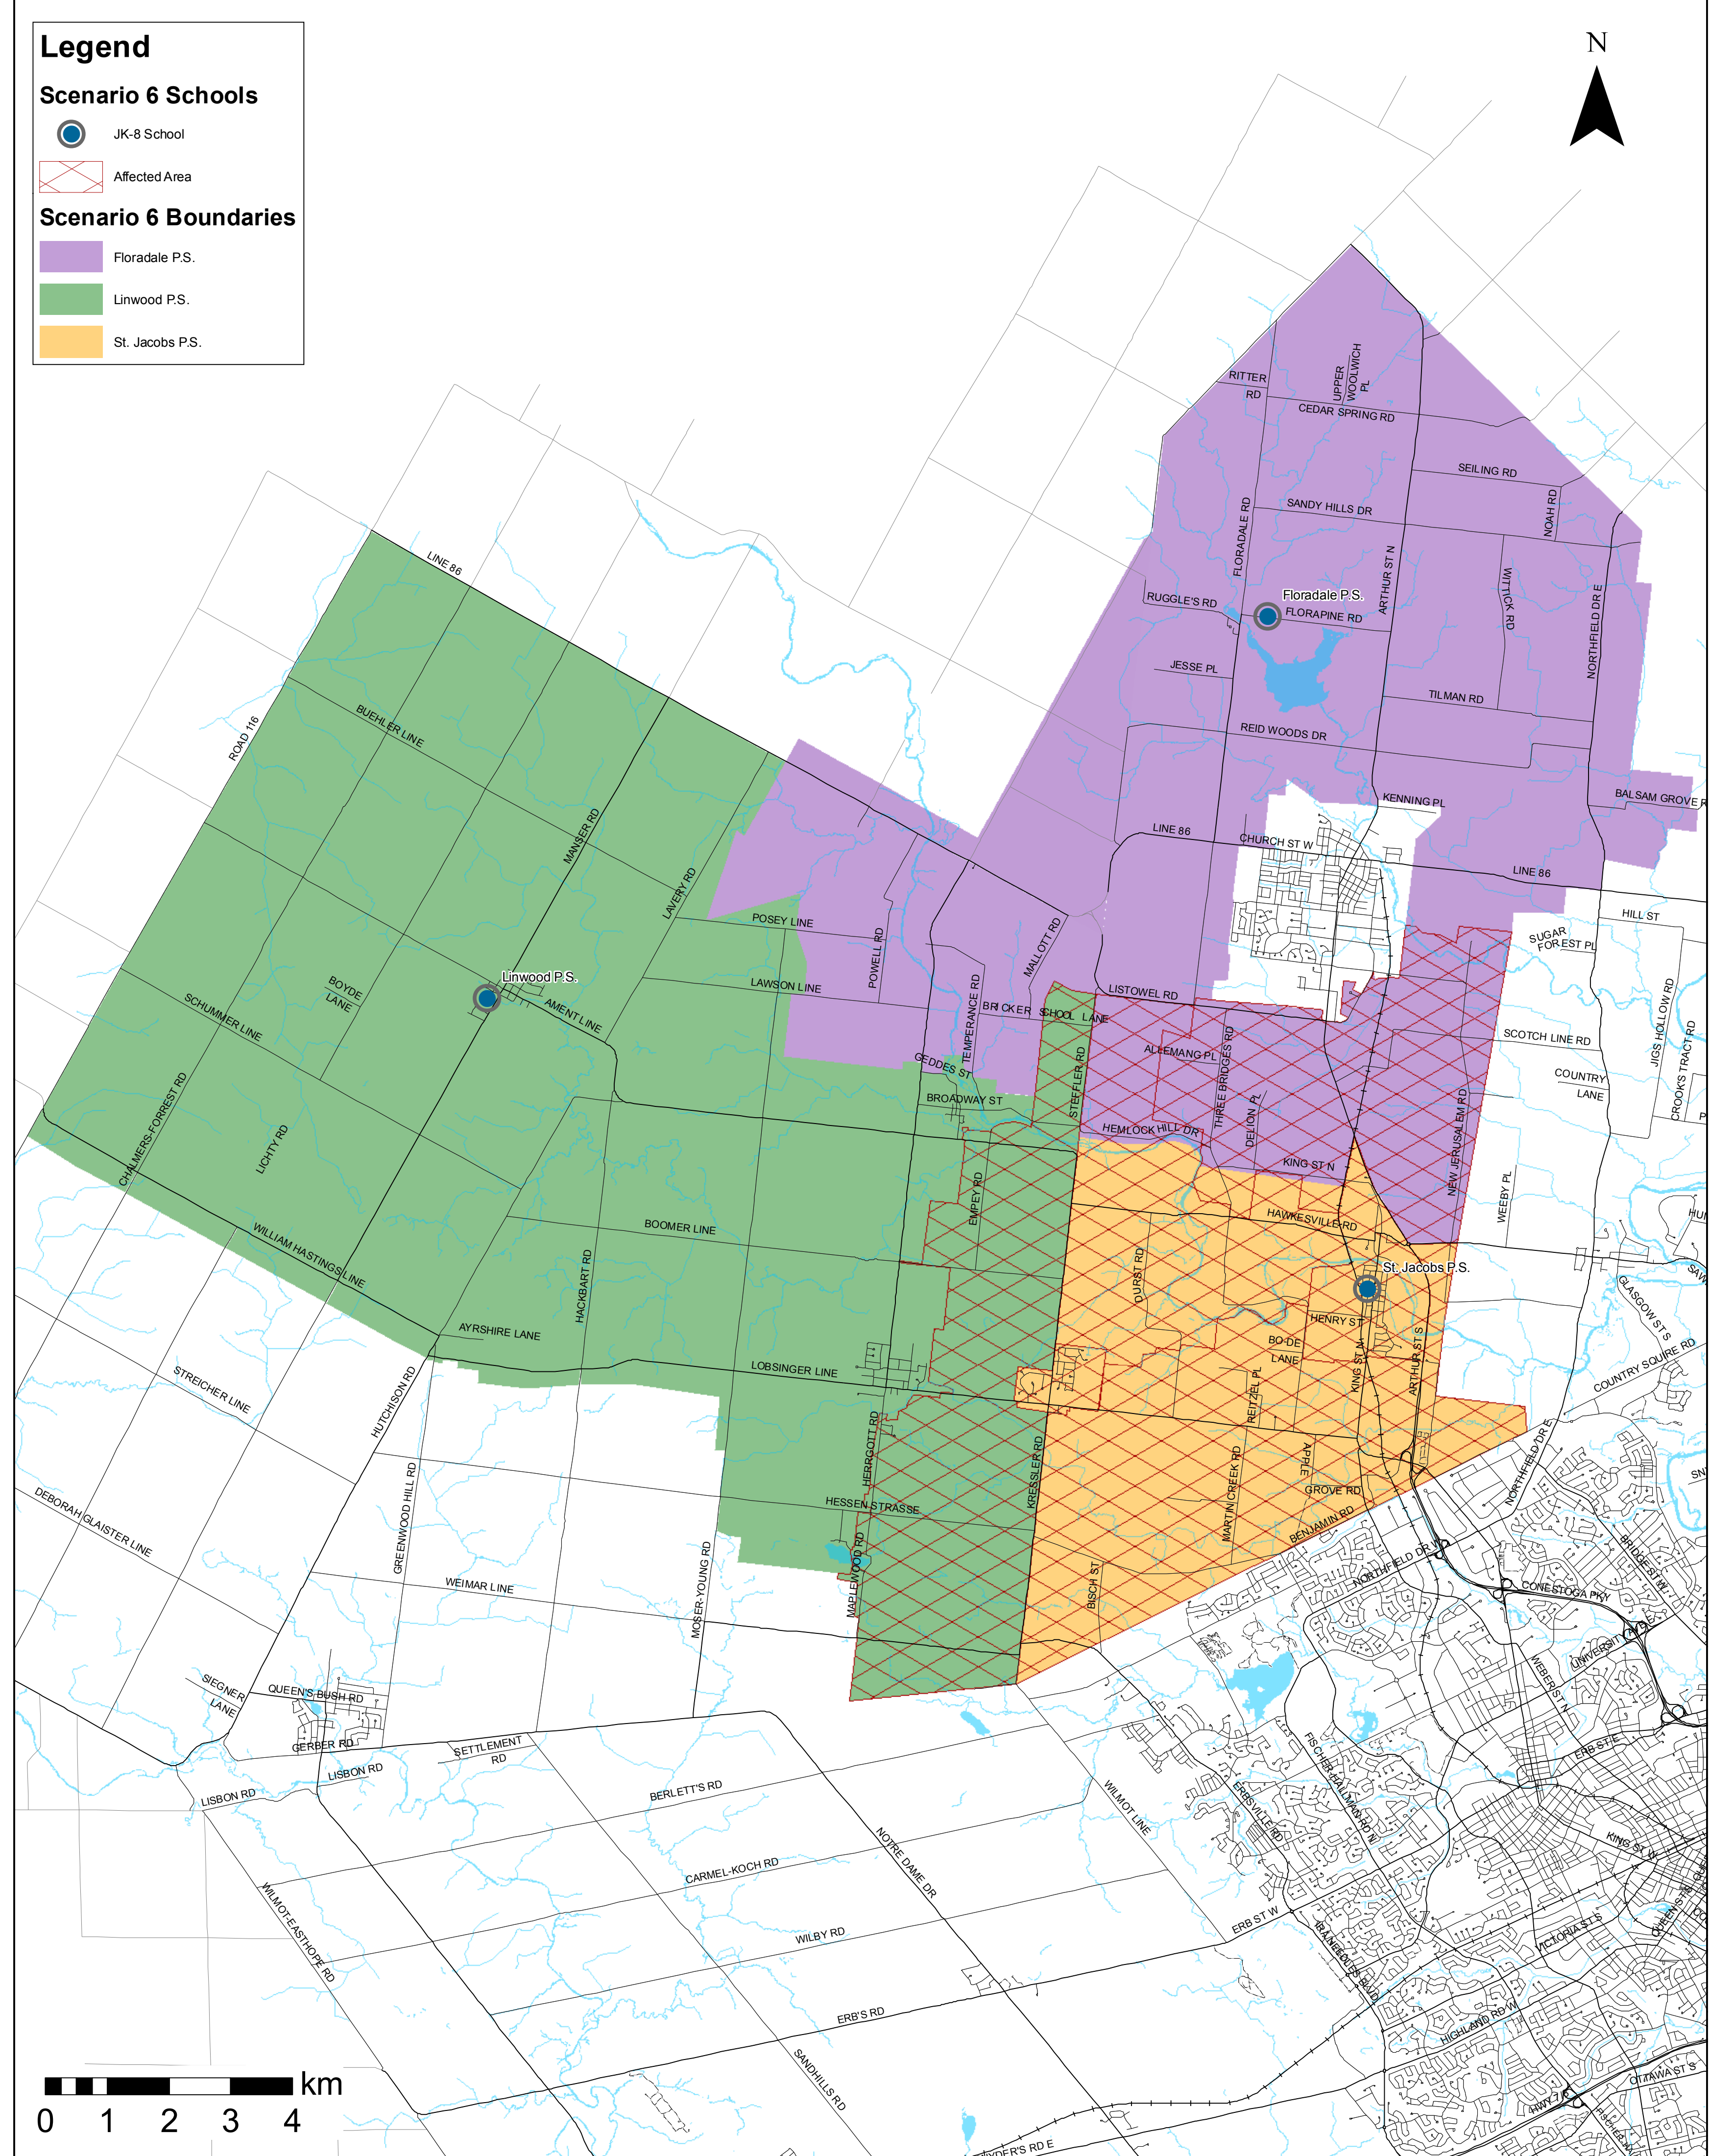 Legend
Scenario 6 Schools
JK-8 School
Affected Area
Scenario 6 Boundaries
Floradale P.S.
Linwood P.S.
St. Jacobs P.S.
N
RITTER
RD
UPPER
WOOLWICH
PL
CEDAR SPRING RD
SEILING RD
NOAH RD
SANDY HILLS DR
FLORADALE RD
ARTHUR ST N
WITTICK RD
NORTHFIELD DR E
LINE 86
RUGGLE'S RD
Floradale P.S.
FLORAPINE RD
JESSE PL
TILMAN RD
REID WOODS DR
ROAD 116
BUEHLER LINE
KENNING PL
BALSAM GROVE R
MANSER RD
LINE 86
CHURCH ST W
LINE 86
LAVERY RD
POSEY LINE
POWELL RD
MALLOTT RD
HILL ST
SUGAR
FOREST PL
Linwood P.S.
BOYDE
LANE
AMENT LINE
LAWSON LINE
TEMPERANCE RD
BRICKER SCHOOL LANE
LISTOWEL RD
SCHUMMER LINE
JIGS HOLLOW RD
CROOKS TRACT RD
SCOTCH LINE RD
ALLEMANG PL
THREE BRIDGES RD
GEDDES ST
STEFFLER RD
COUNTRY
LANE
CHALMERS-FORREST RD
LICHTY RD
BROADWAY ST
DELION PL
HEMLOCK HILL DR
NEW JERUSALEM RD
P
KING ST N
WEEBY PL
EMPEY RD
HAWKESVILLE RD
HUN
BOOMER LINE
WILLIAM HASTINGS LINE
HACKBART RD
DURST RD
St. Jacobs P.S.
SAW
GLASGOW ST S
HENRY ST
AYRSHIRE LANE
BO-DE
LANE
KING ST N
ARTHUR ST S
COUNTRY SQUIRE RD
LOBSINGER LINE
STREICHER LINE
HUTCHISON RD
REITZEL PL
HERRGOTT RD
KRESSLER RD
MARTIN CREEK RD
APPLE
GROVE RD
NORTHFIELD DR E
SN
GREENWOOD HILL RD
HESSEN STRASSE
DEBORAH GLAISTER LINE
BENJAMIN RD
MAPLEWOOD RD
MOSER-YOUNG RD
BISCH ST
NORTHFIELD DR W
BRIDGE ST W
WEIMAR LINE
CONESTOGA PKY
UNIVERSITY AVE E
WEBER ST N
SIEGNER
LANE
QUEEN'S BUSH RD
GERBER RD
SETTLEMENT
RD
ERB ST E
FISCHER-HALLMAN RD N
LISBON RD
LISBON RD
BERLETT'S RD
WILMOT LINE
ERBSVILLE RD
NOTRE DAME DR
KING ST W
CARMEL-KOCH RD
WILMOT-EASTHOPE RD
WILBY RD
ERB ST W
IRA NEEDLES BLVD
VICTORIA ST S
ERB'S RD
HIGHLAND RD W
SANDHILLS RD
OTTAWA ST S
HWY 7/8
YDER'S RD E
km
0 1 2 3 4